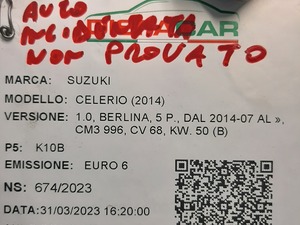 AUTO
INCIDENTATA
CAR
NON PROVATO
MARCA: SUZUKI
MODELLO: CELERIO (2014)
VERSIONE: 1.0, BERLINA, 5 P., DAL 2014-07 AL »,
CM3 996, CV 68, KW. 50 (B)
P5: K10B
EMISSIONE: EURO 6
NS: 674/2023
DATA:31/03/2023 16:20:00